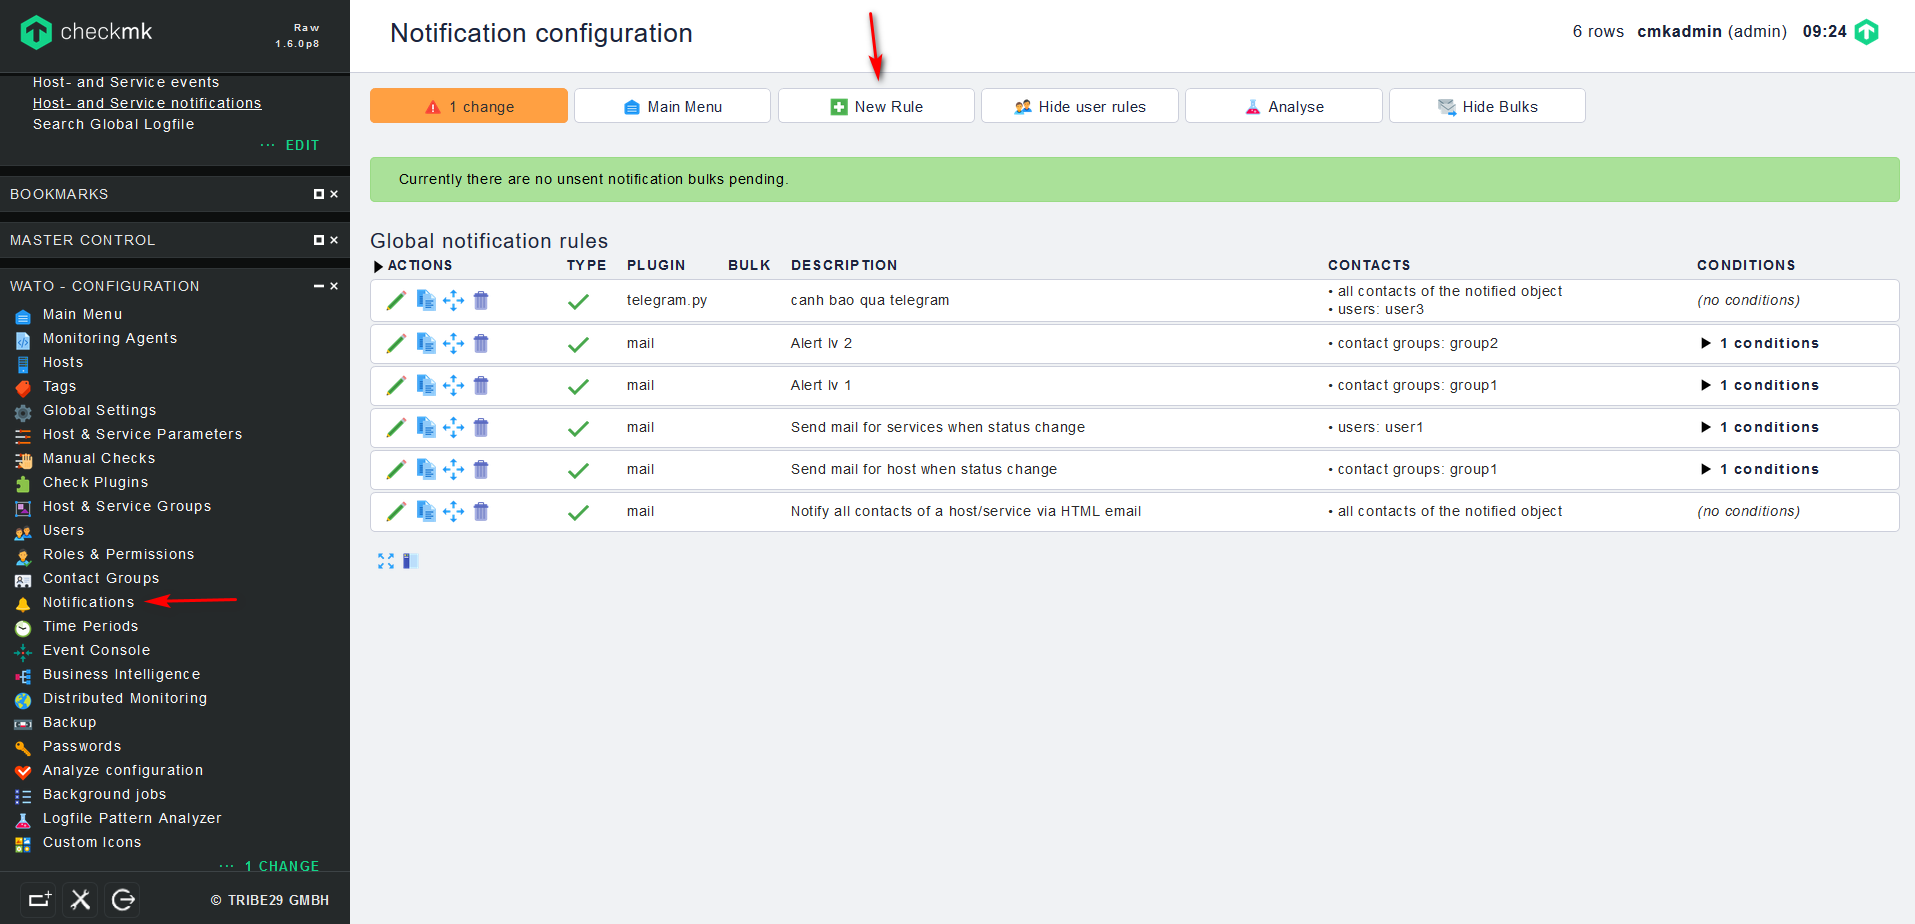 checkmk
Raw
1.6.0p8
Host- and Service events
Host- and Service notifications
Search Global Logfile
··· EDIT
BOOKMARKS
MASTER CONTROL
WATO - CONFIGURATION
Main Menu
Monitoring Agents
Hosts
Tags
Global Settings
Host & Service Parameters
Manual Checks
Check Plugins
Host & Service Groups
Users
Roles & Permissions
Contact Groups
Notifications
Time Periods
Event Console
Business Intelligence
Distributed Monitoring
Backup
Passwords
Analyze configuration
Background jobs
Logfile Pattern Analyzer
Custom Icons
··· 1 CHANGE
© TRIBE29 GMBH
Notification configuration
6 rows cmkadmin (admin) 09:24
1 change Main Menu New Rule Hide user rules Analyse Hide Bulks
Currently there are no unsent notification bulks pending.
Global notification rules
ACTIONS TYPE PLUGIN BULK DESCRIPTION CONTACTS CONDITIONS
telegram.py canh bao qua telegram • all contacts of the notified object (no conditions)
• users: user3
mail Alert lv 2 • contact groups: group2 1 conditions
mail Alert lv 1 • contact groups: group1 1 conditions
mail Send mail for services when status change • users: user1 1 conditions
mail Send mail for host when status change • contact groups: group1 1 conditions
mail Notify all contacts of a host/service via HTML email • all contacts of the notified object (no conditions)